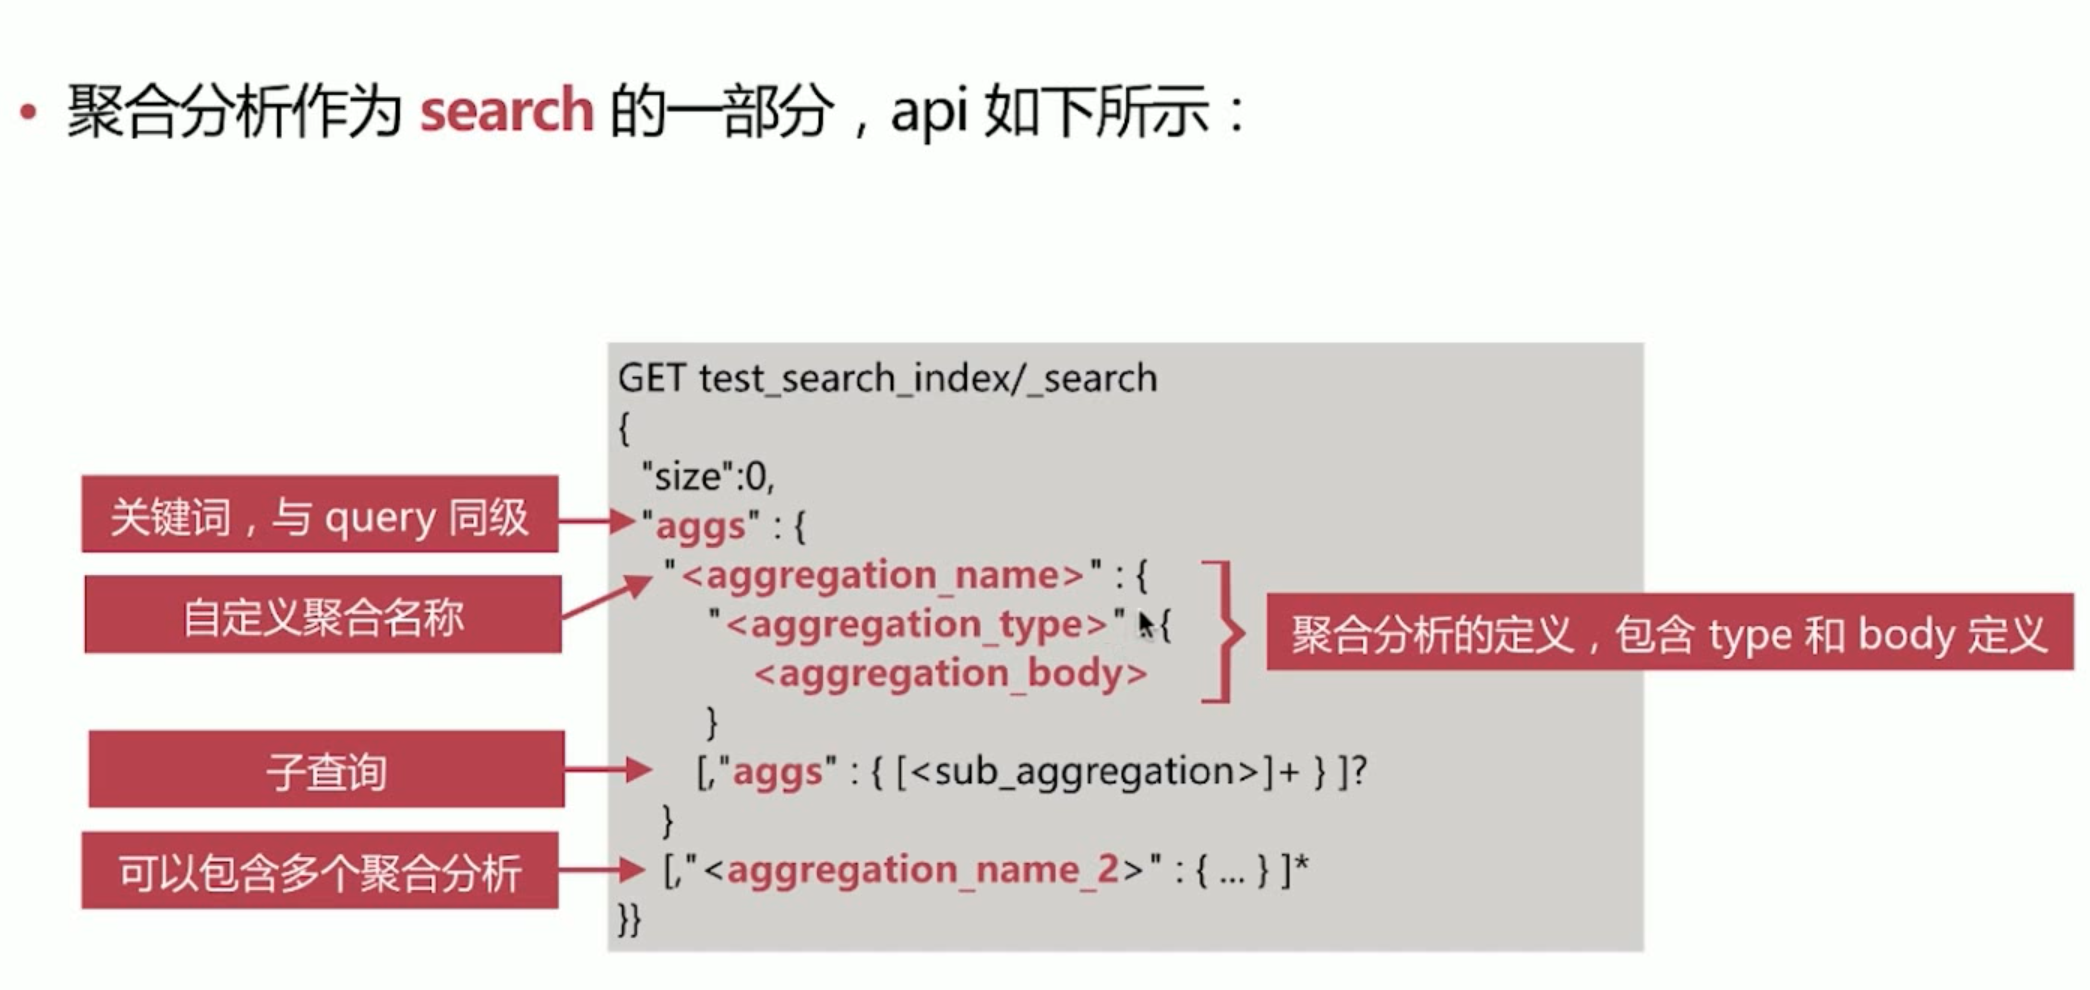 • 聚合分析作为 search 的一部分，api 如下所示：
GET test_search_index/_search
{
"size":0,
关键词，与 query 同级
"aggs" : {
自定义聚合名称
"<aggregation_name>" : {
"<aggregation_type>" {
<aggregation_body>
聚合分析的定义，包含 type 和 body 定义
}
子查询
[,"aggs" : { [<sub_aggregation>]+ } ]?
}
可以包含多个聚合分析
[,"<aggregation_name_2>" : { ... } ]*
}}